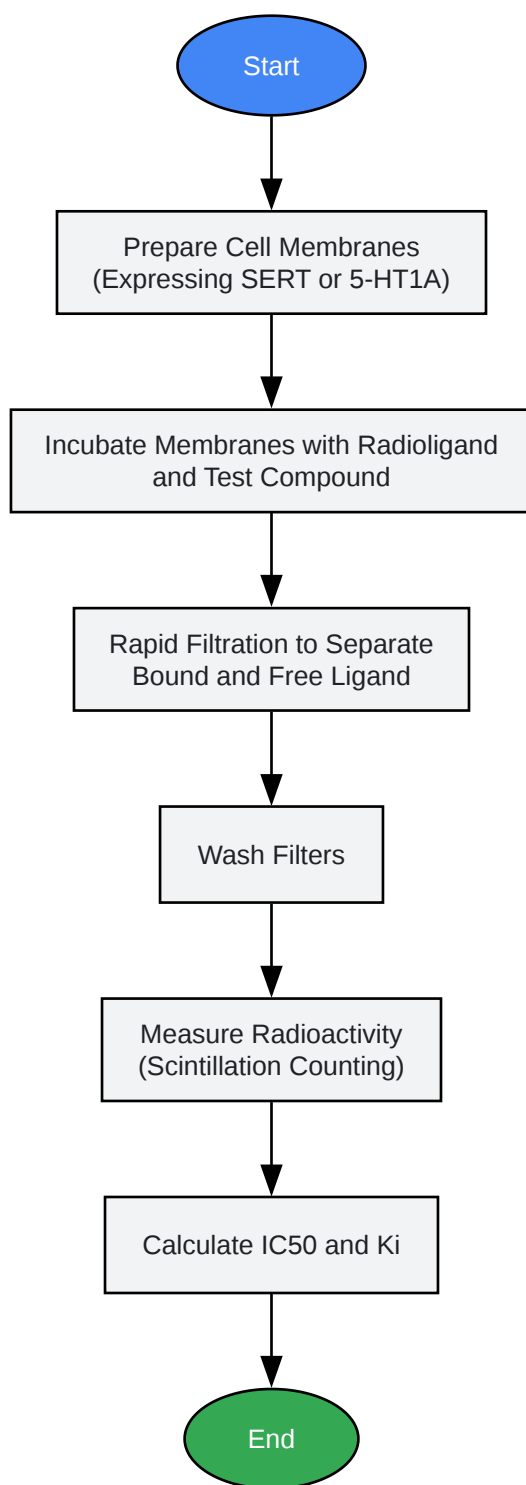 Start
Prepare Cell Membranes
(Expressing SERT or 5-HT1A)
Incubate Membranes with Radioligand
and Test Compound
Rapid Filtration to Separate
Bound and Free Ligand
Wash Filters
Measure Radioactivity
(Scintillation Counting)
Calculate IC50 and Ki
End